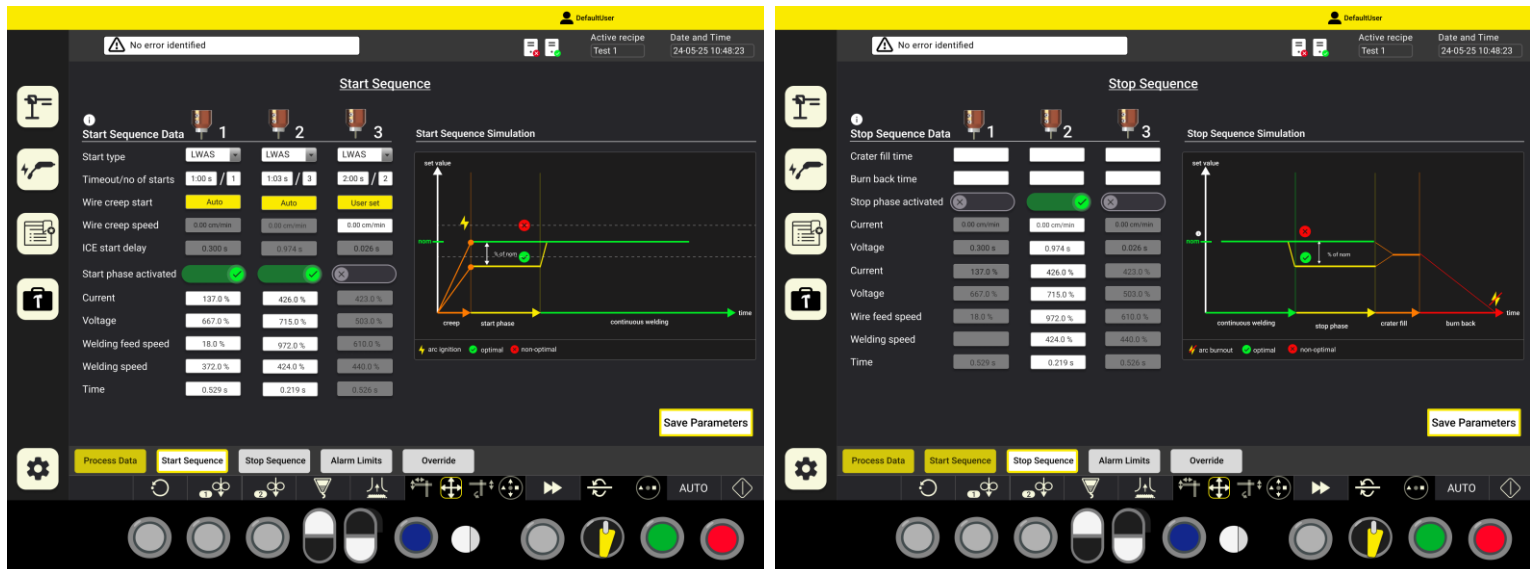 DefaultUser
No error identified
Active recipe
Test 1
Date and Time
24-05-25 10:48:23
Start Sequence
Start Sequence Data 1 2 3
Start type LWAS LWAS LWAS
Timeout/no of starts 1:00 s / 1 1:03 s / 3 2:00 s / 2
Wire creep start Auto Auto User set
Wire creep speed 0.00 cm/min 0.00 cm/min 0.00 cm/min
ICE start delay 0.300 s 0.974 s 0.026 s
Start phase activated
Current 137.0 % 426.0 % 423.0 %
Voltage 667.0 % 715.0 % 503.0 %
Welding feed speed 18.0 % 972.0 % 610.0 %
Welding speed 372.0 % 424.0 % 440.0 %
Time 0.529 s 0.219 s 0.526 s
Start Sequence Simulation
set value
nom
% of nom
time
creep start phase continuous welding
arc ignition optimal non-optimal
Save Parameters
Process Data Start Sequence Stop Sequence Alarm Limits Override
1 2 AUTO
DefaultUser
No error identified
Active recipe
Test 1
Date and Time
24-05-25 10:48:23
Stop Sequence
Stop Sequence Data 1 2 3
Crater fill time
Burn back time
Stop phase activated
Current 0.00 cm/min 0.00 cm/min 0.00 cm/min
Voltage 0.300 s 0.974 s 0.026 s
Current 137.0 % 426.0 % 423.0 %
Voltage 667.0 % 715.0 % 503.0 %
Wire feed speed 18.0 % 972.0 % 610.0 %
Welding speed 424.0 % 440.0 %
Time 0.529 s 0.219 s 0.526 s
Stop Sequence Simulation
set value
nom
% of nom
time
continuous welding stop phase crater fill burn back
arc burnout optimal non-optimal
Save Parameters
Process Data Start Sequence Stop Sequence Alarm Limits Override
1 2 AUTO